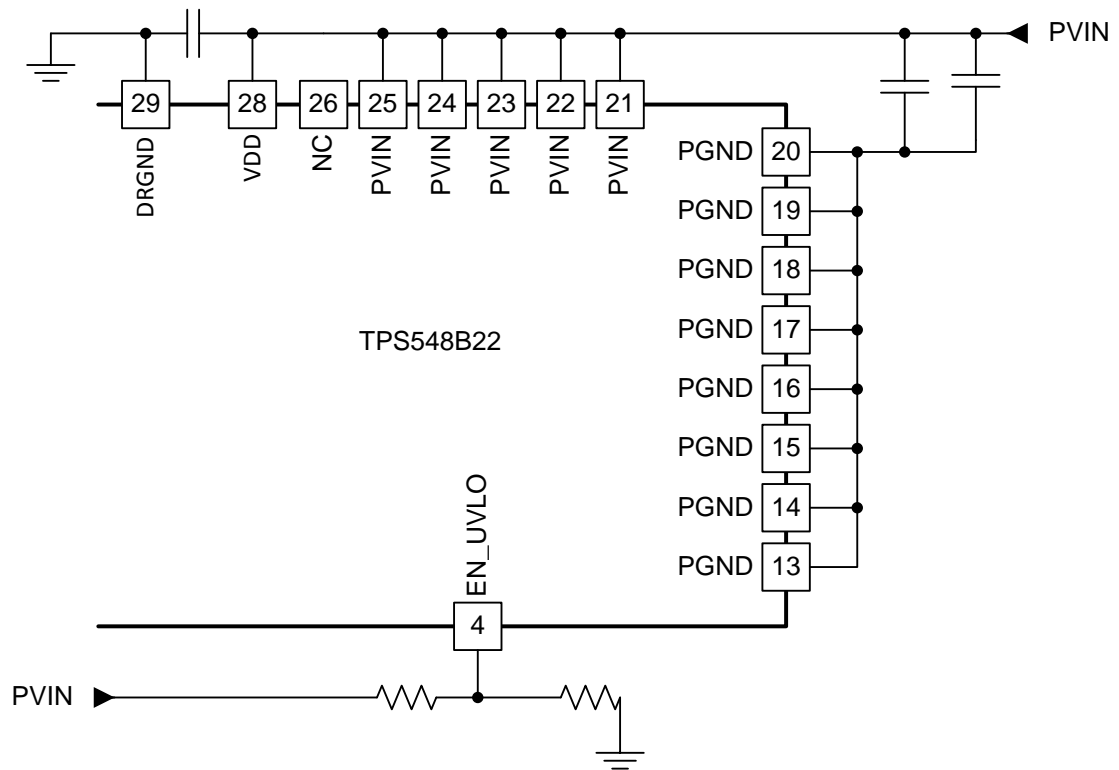 PVIN
29 28 26 25 24 23 22 21
DRGND VDD NC PVIN PVIN PVIN PVIN PVIN
PGND 20
PGND 19
PGND 18
TPS548B22
PGND 17
PGND 16
PGND 15
PGND 14
PGND 13
EN_UVLO
4
PVIN